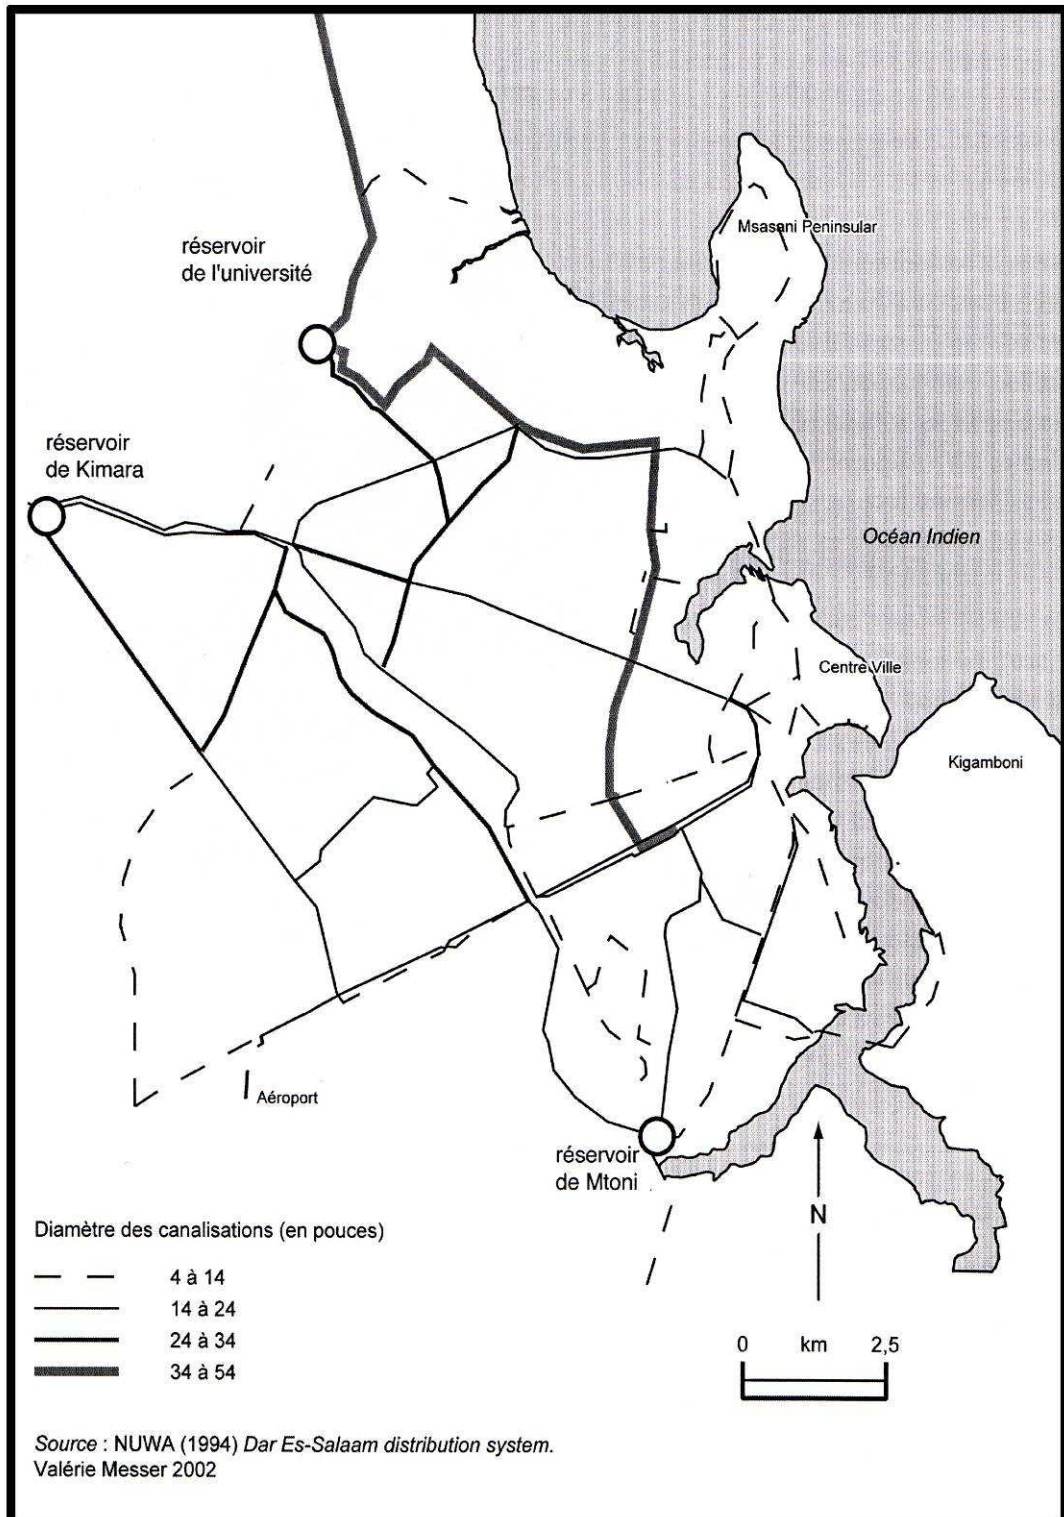 Msasani Peninsular
réservoir
de l'université
réservoir
de Kimara
Océan Indien
Centre Ville
Kigamboni
Aéroport
réservoir
de Mtoni
N
Diamètre des canalisations (en pouces)
4 à 14
14 à 24
24 à 34
34 à 54
0 km 2,5
Source : NUWA (1994) Dar Es-Salaam distribution system.
Valérie Messer 2002